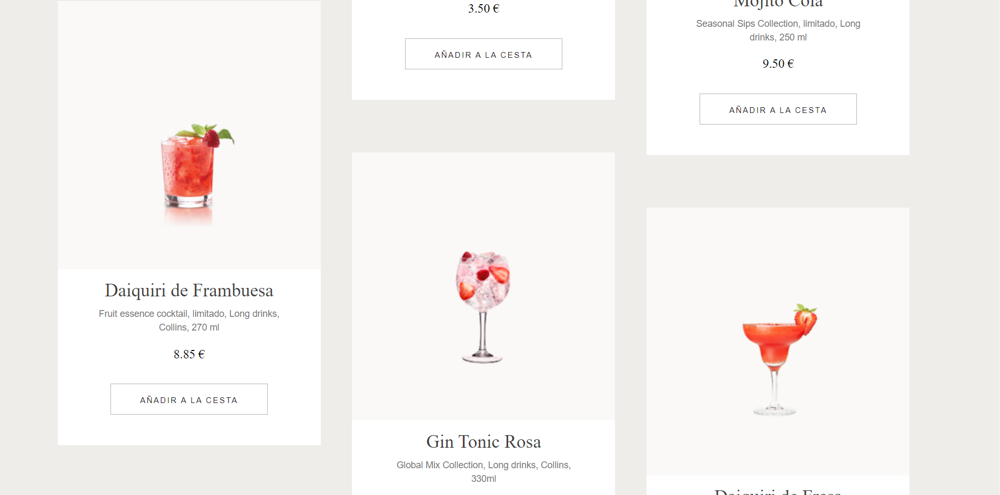 3.50 €
AÑADIR A LA CESTA
Mojito Cola
Seasonal Sips Collection, limitado, Long
drinks, 250 ml
9.50 €
AÑADIR A LA CESTA
Daiquiri de Frambuesa
Fruit essence cocktail, limitado, Long drinks,
Collins, 270 ml
8.85 €
AÑADIR A LA CESTA
Gin Tonic Rosa
Global Mix Collection, Long drinks, Collins,
330ml
Daiquiri de Fresa